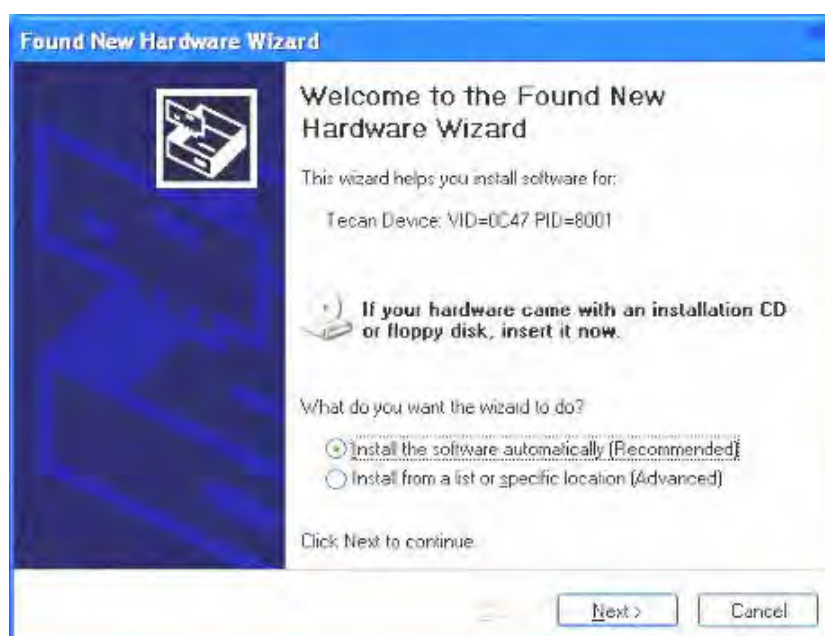 Found New Hardware Wizard
Welcome to the Found New
Hardware Wizard
This wizard helps you install software for:
Tecan Device: VID=0C47 PID=8001
If your hardware came with an installation CD
or floppy disk, insert it now.
What do you want the wizard to do?
Install the software automatically (Recommended)
Install from a list or specific location (Advanced)
Click Next to continue.
Next >
Cancel